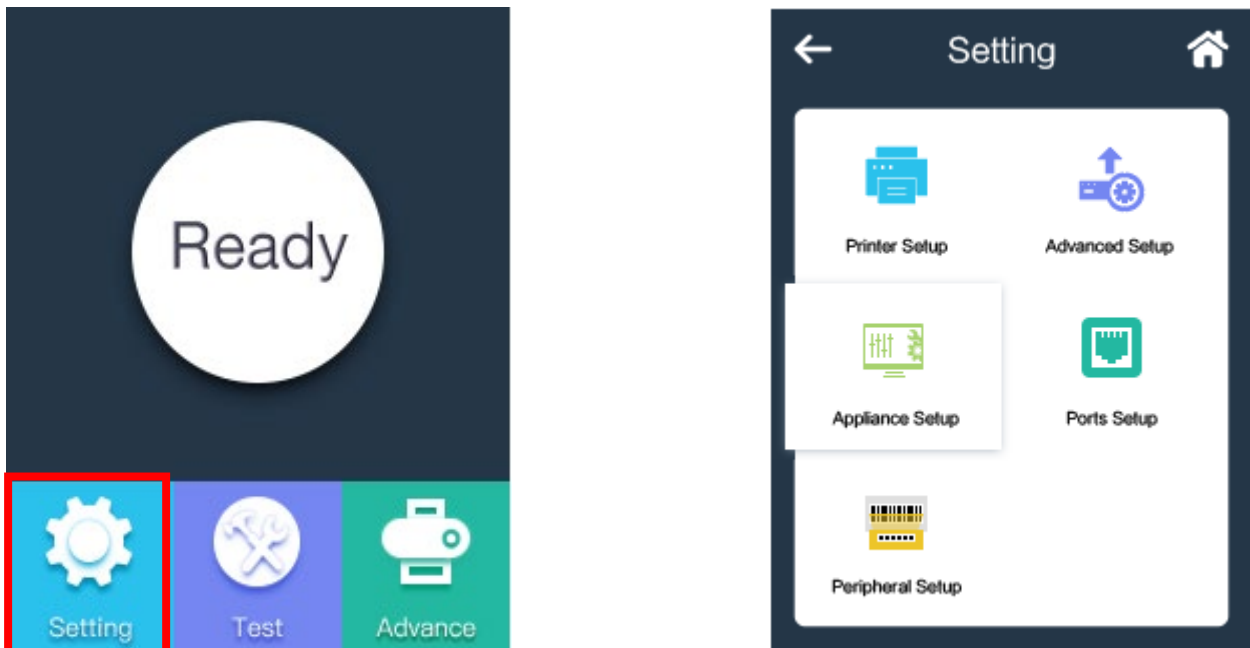 Ready
Setting
Test
Advance
Setting
Printer Setup
Advanced Setup
Appliance Setup
Ports Setup
Peripheral Setup